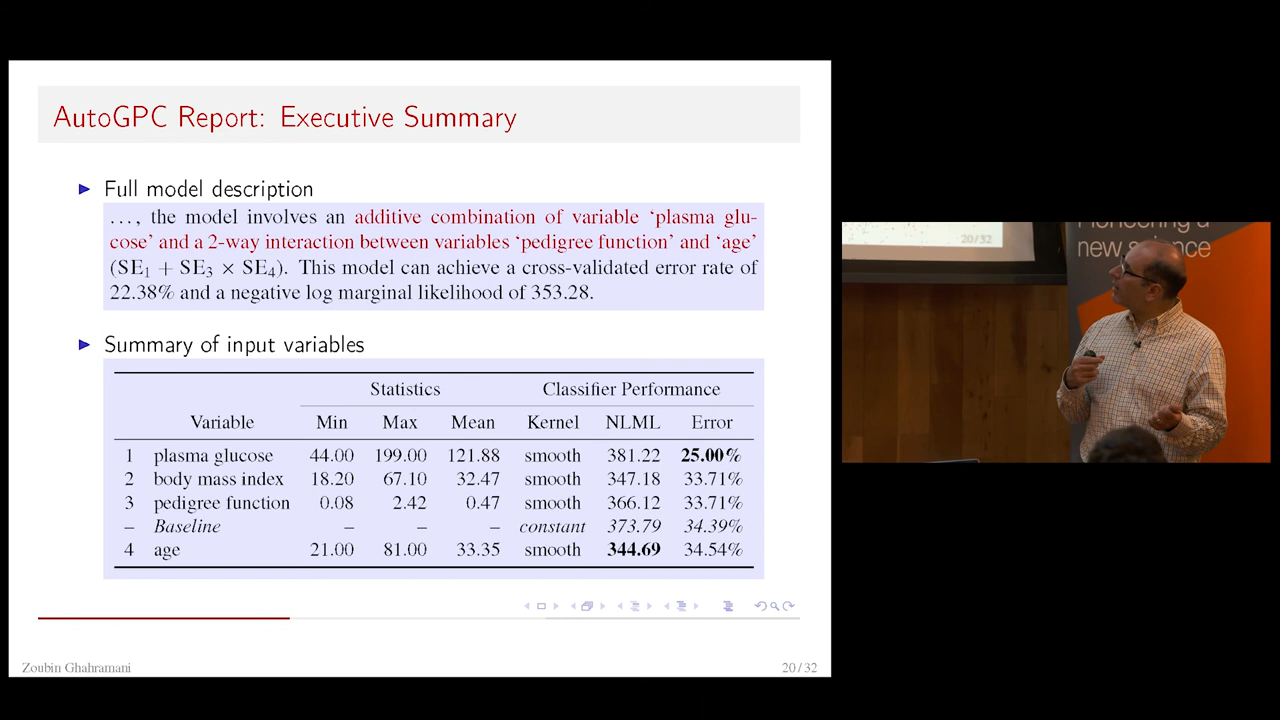 AutoGPC Report: Executive Summary
Full model description
..., the model involves an additive combination of variable ‘plasma glu-
cose’ and a 2-way interaction between variables ‘pedigree function’ and ‘age’
(SE₁ + SE₃ × SE₄). This model can achieve a cross-validated error rate of
22.38% and a negative log marginal likelihood of 353.28.
Summary of input variables
Statistics Classifier Performance
Variable Min Max Mean Kernel NLML Error
1 plasma glucose 44.00 199.00 121.88 smooth 381.22 25.00%
2 body mass index 18.20 67.10 32.47 smooth 347.18 33.71%
3 pedigree function 0.08 2.42 0.47 smooth 366.12 33.71%
– Baseline – – – constant 373.79 34.39%
4 age 21.00 81.00 33.35 smooth 344.69 34.54%
Zoubin Ghahramani 20 / 32
20 / 32
Pioneering a
new science